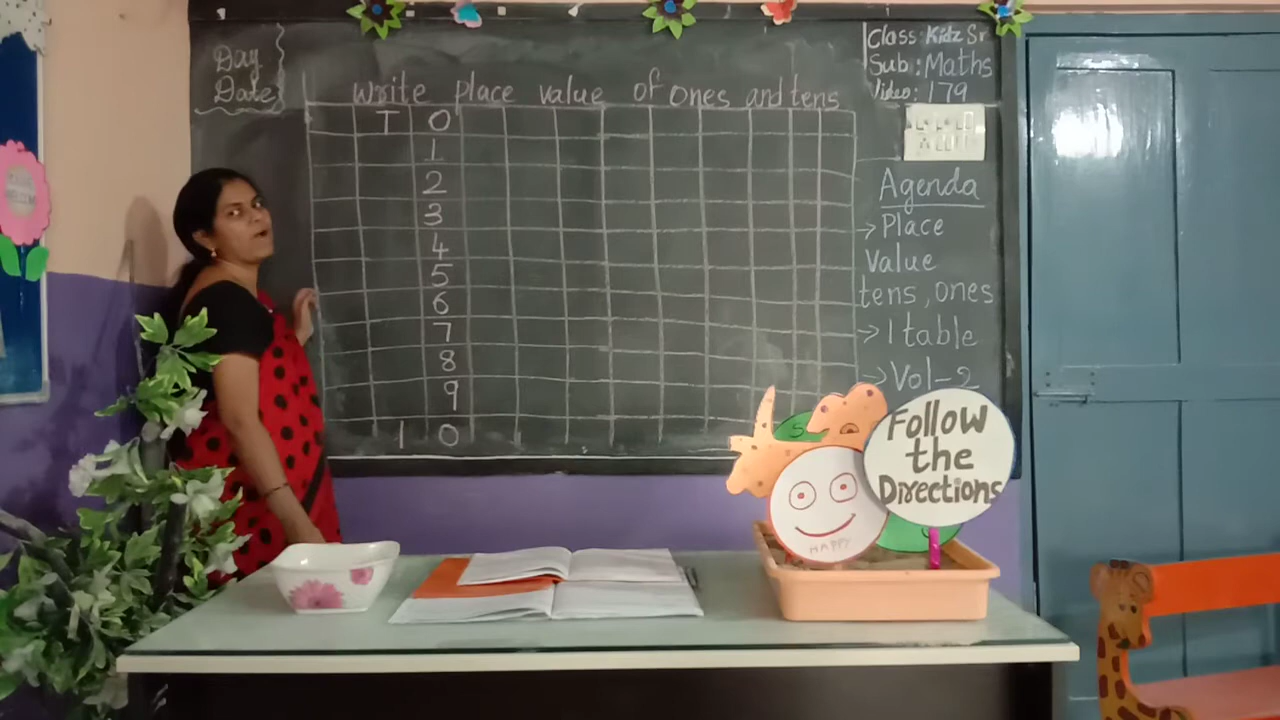 Day
Date
write place value of ones and tens
T O
1
2
3
4
5
6
7
8
9
1 0
Class: Kidz Sr
Sub: Maths
Video: 179
Agenda
→ Place
Value
tens, ones
→ 1 table
→ Vol-2
Follow
the
Directions
HAPPY